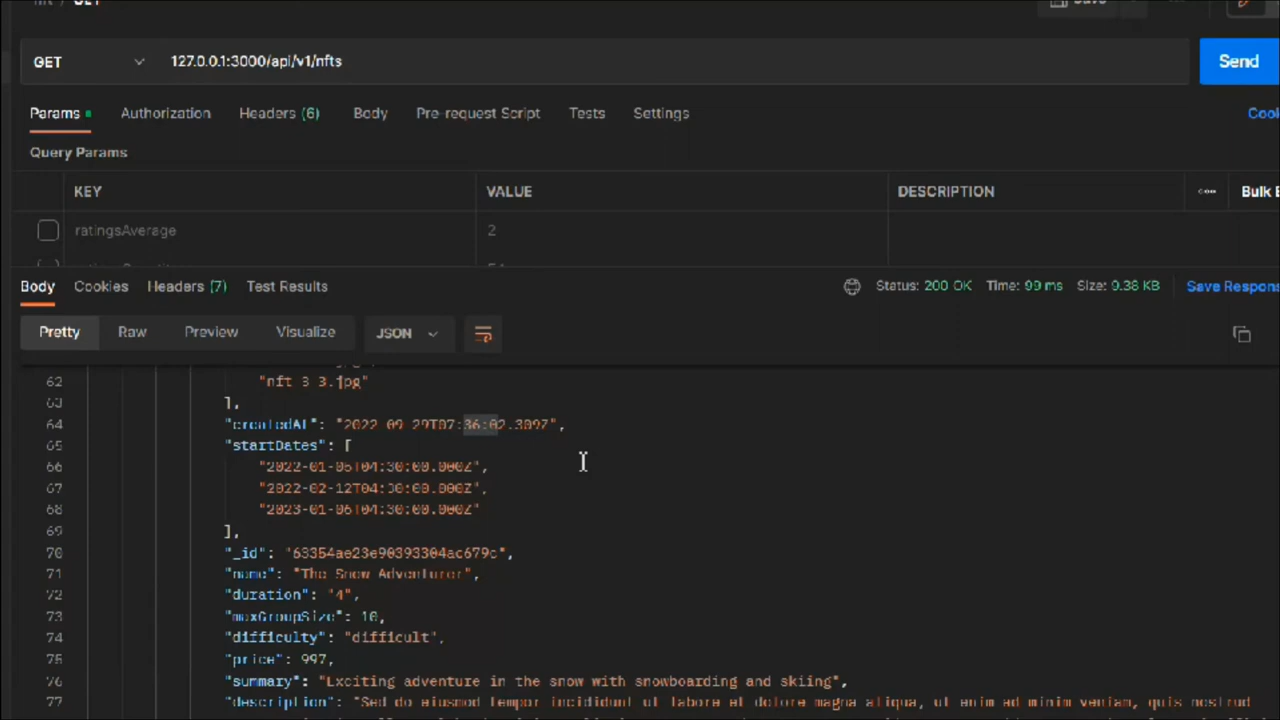 GET
Save
GET 127.0.0.1:3000/api/v1/nfts Send
Params Authorization Headers (6) Body Pre-request Script Tests Settings
Query Params
KEY VALUE DESCRIPTION Bulk E
ratingsAverage 2
Body Cookies Headers (7) Test Results Status: 200 OK Time: 99 ms Size: 9.38 KB Save Respons
Pretty Raw Preview Visualize JSON
62 "nft 3 3.jpg"
63 ],
64 "createdAt": "2022-09-29T07:36:02.309Z",
65 "startDates": [
66 "2022-01-05T04:30:00.000Z",
67 "2022-02-12T04:30:00.000Z",
68 "2023-01-06T04:30:00.000Z"
69 ],
70 "_id": "63354ae23e90393304ac679c",
71 "name": "The Snow Adventurer",
72 "duration": "4",
73 "maxGroupSize": 10,
74 "difficulty": "difficult",
75 "price": 997,
76 "summary": "Exciting adventure in the snow with snowboarding and skiing",
77 "description": "Sed do eiusmod tempor incididunt ut labore et dolore magna aliqua, ut enim ad minim veniam, quis nostrud